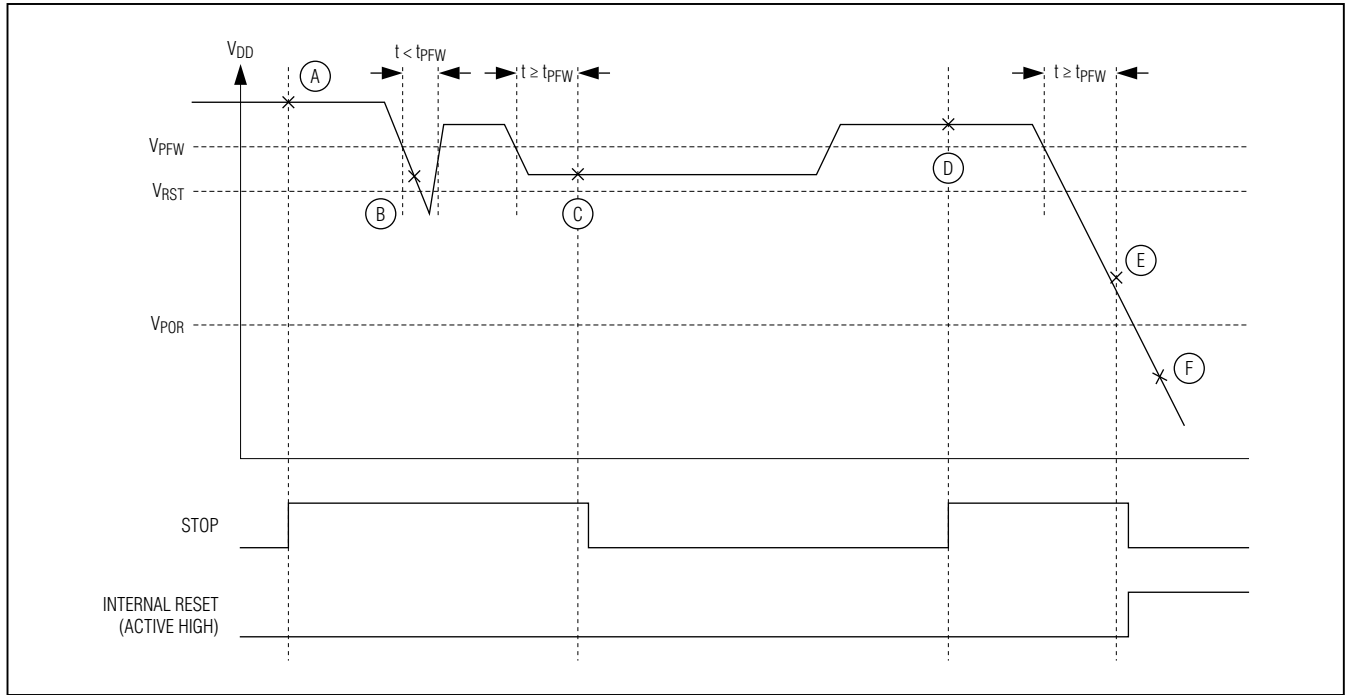 VDD
t < tPFW
t ≥ tPFW
t ≥ tPFW
A
VPFW
VRST
B
C
D
E
VPOR
F
STOP
INTERNAL RESET
(ACTIVE HIGH)